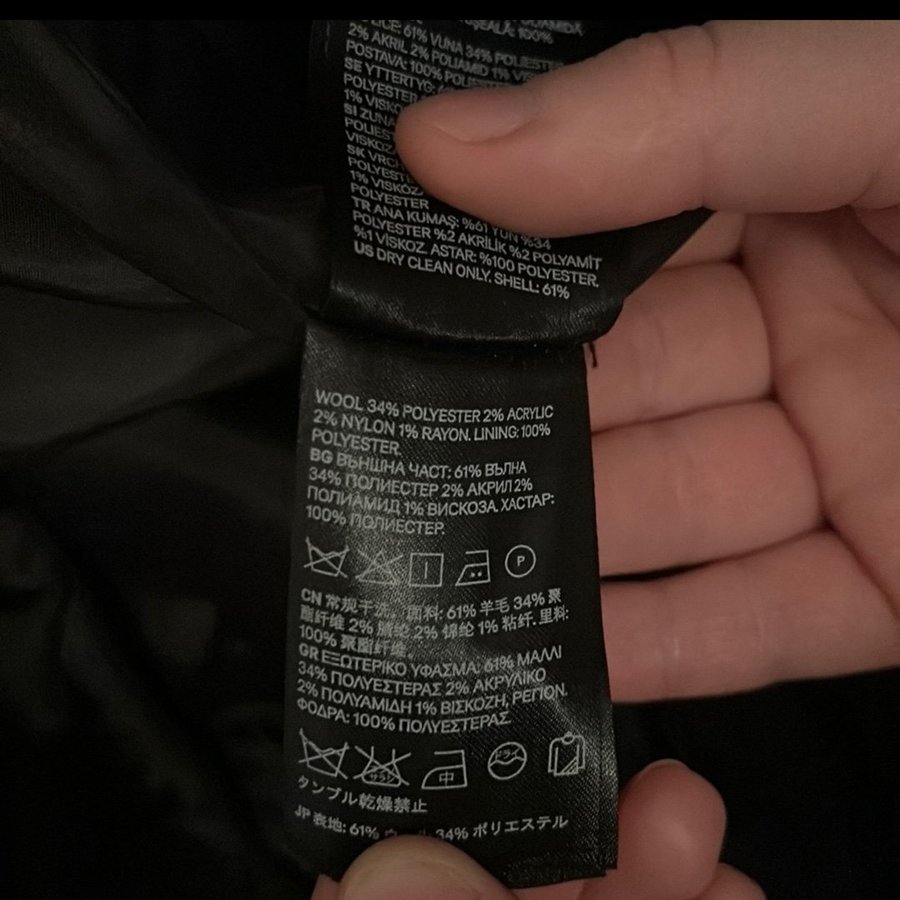 2% AKRIL 2% POLIAMID 1%
POSTAVA: 100%
SE YTTERTYG:
POLYESTER
1%
SI ZUNA
SK VRCH
1% VISKÓZ
POLYESTER
TR ANA KUMAŞ: %61 YÜN %34
POLYESTER %2 AKRİLİK %2 POLYAMİT
%1 VİSKOZ. ASTAR: %100 POLYESTER.
US DRY CLEAN ONLY. SHELL: 61%
WOOL 34% POLYESTER 2% ACRYLIC
2% NYLON 1% RAYON. LINING: 100%
POLYESTER.
BG ВЪНШНА ЧАСТ: 61% ВЪЛНА
34% ПОЛИЕСТЕР 2% АКРИЛ 2%
ПОЛИАМИД 1% ВИСКОЗА. ХАСТАР:
100% ПОЛИЕСТЕР.
P
CN 常规干洗。面料: 61% 羊毛 34% 聚
酯纤维 2% 腈纶 2% 锦纶 1% 粘纤. 里料:
100% 聚酯纤维。
GR ΕΞΩΤΕΡΙΚΟ ΥΦΑΣΜΑ: 61% ΜΑΛΛΙ
34% ΠΟΛΥΕΣΤΕΡΑΣ 2% ΑΚΡΥΛΙΚΟ
2% ΠΟΛΥΑΜΙΔΗ 1% ΒΙΣΚΟΖΗ, ΡΕΓΙΟΝ.
ΦΟΔΡΑ: 100% ΠΟΛΥΕΣΤΕΡΑΣ.
中 ドライ
タンブル乾燥禁止
JP 表地: 61% 34% ポリエステル